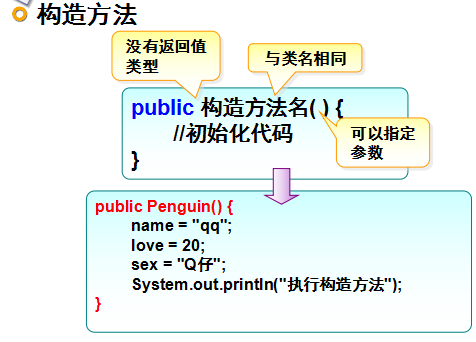 构造方法
没有返回值
类型
与类名相同
public 构造方法名( ) {
//初始化代码
}
可以指定
参数
public Penguin() {
name = "qq";
love = 20;
sex = "Q仔";
System.out.println("执行构造方法");
}